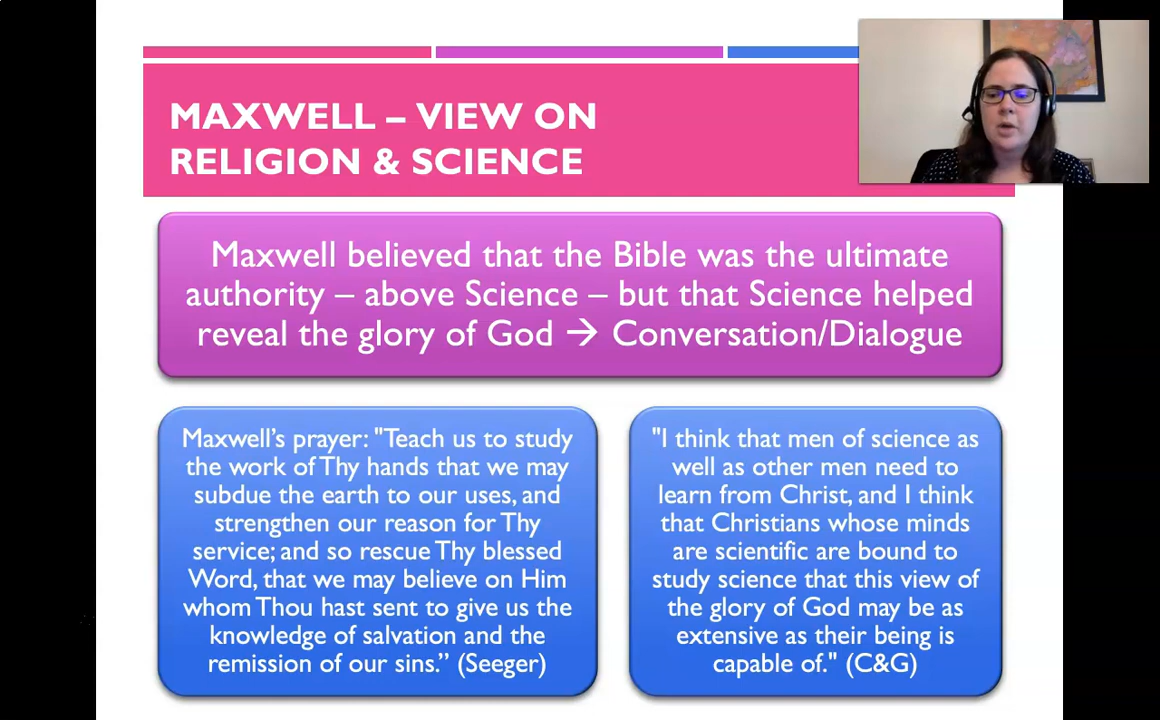 MAXWELL – VIEW ON
RELIGION & SCIENCE
Maxwell believed that the Bible was the ultimate
authority – above Science – but that Science helped
reveal the glory of God → Conversation/Dialogue
Maxwell's prayer: "Teach us to study
the work of Thy hands that we may
subdue the earth to our uses, and
strengthen our reason for Thy
service; and so rescue Thy blessed
Word, that we may believe on Him
whom Thou hast sent to give us the
knowledge of salvation and the
remission of our sins.” (Seeger)
"I think that men of science as
well as other men need to
learn from Christ, and I think
that Christians whose minds
are scientific are bound to
study science that this view of
the glory of God may be as
extensive as their being is
capable of." (C&G)